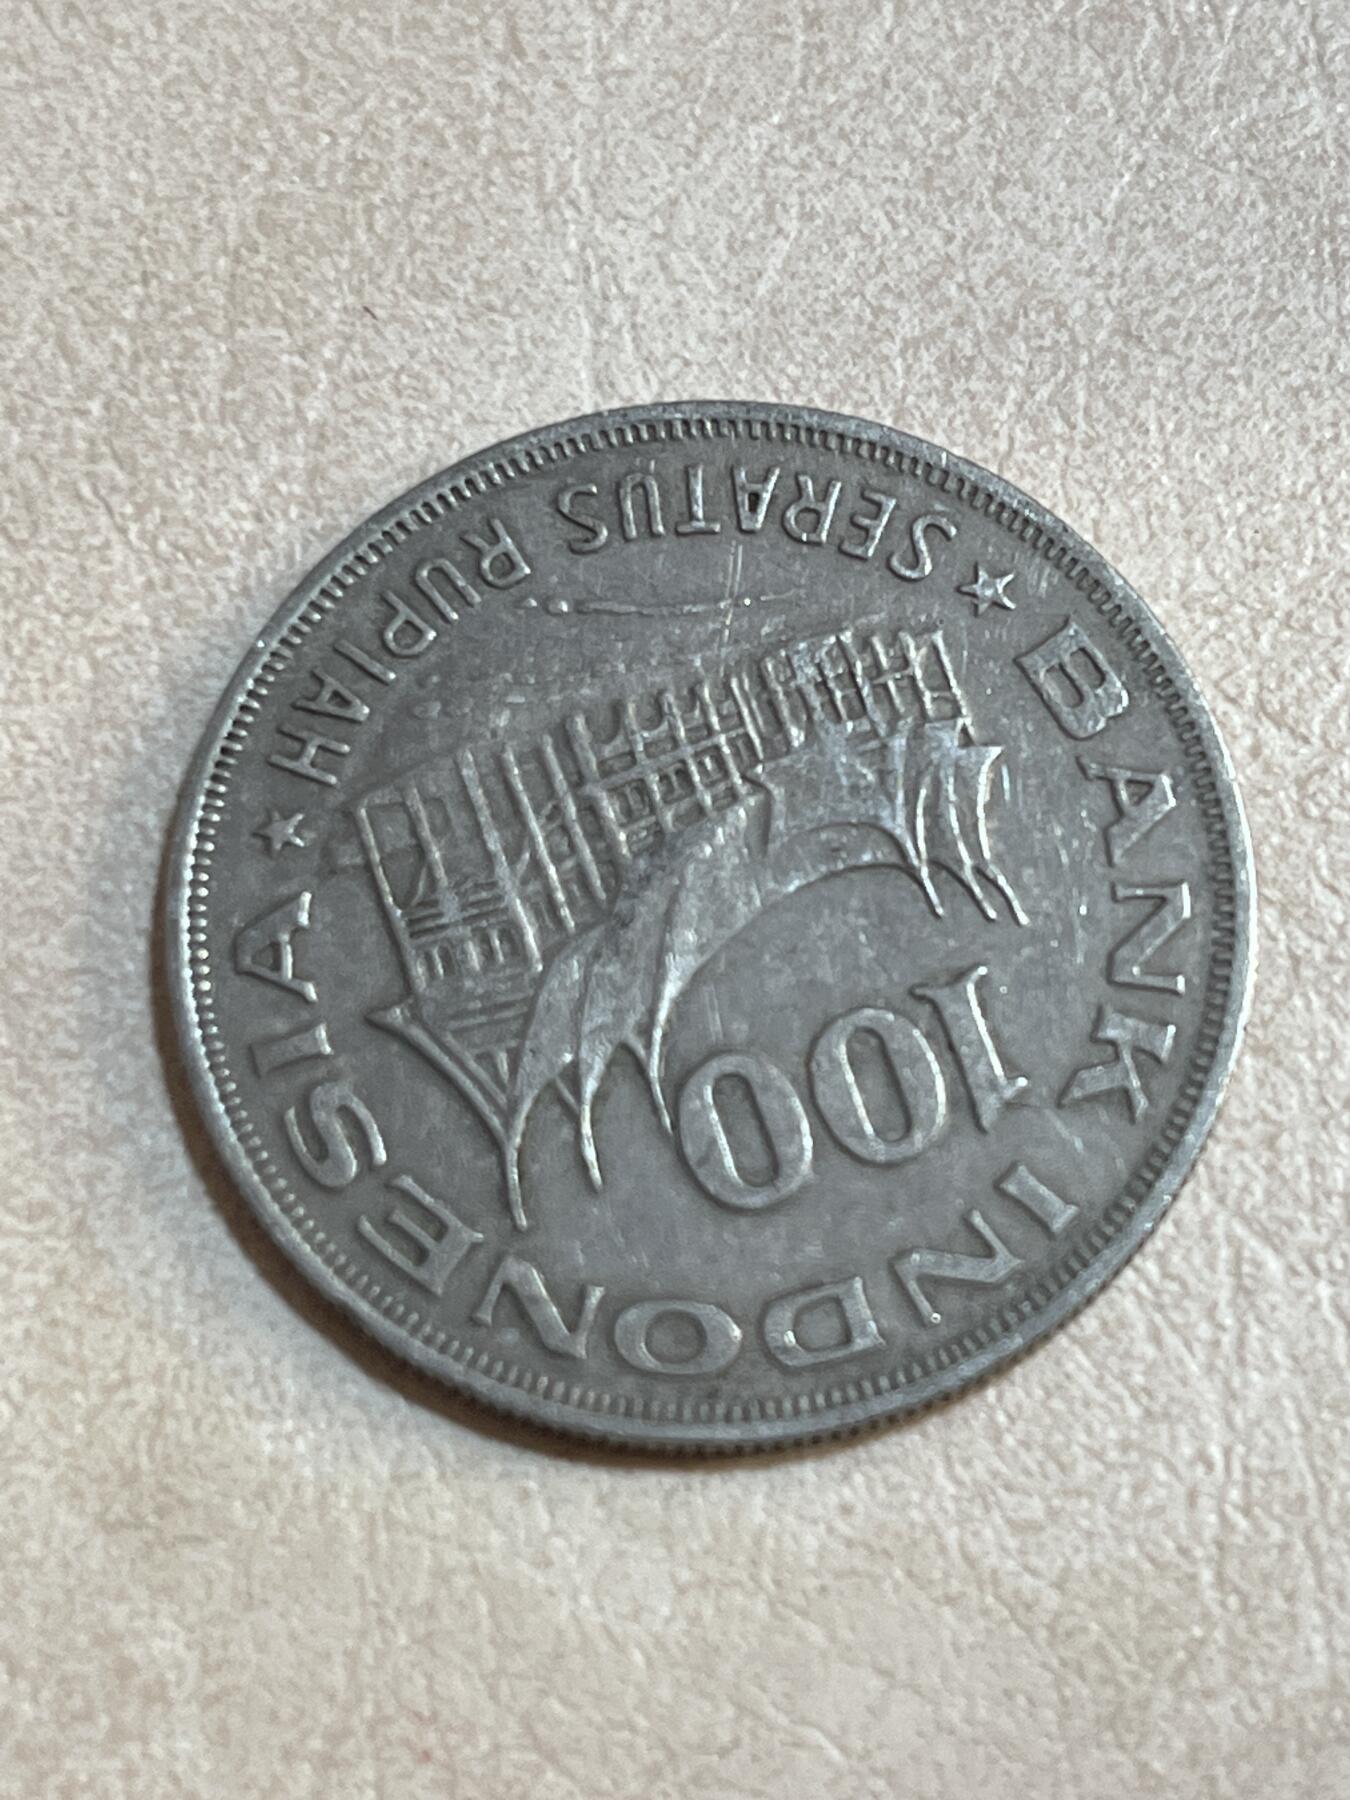 BANK INDONESIA
100
★ SERATUS RUPIAH ★